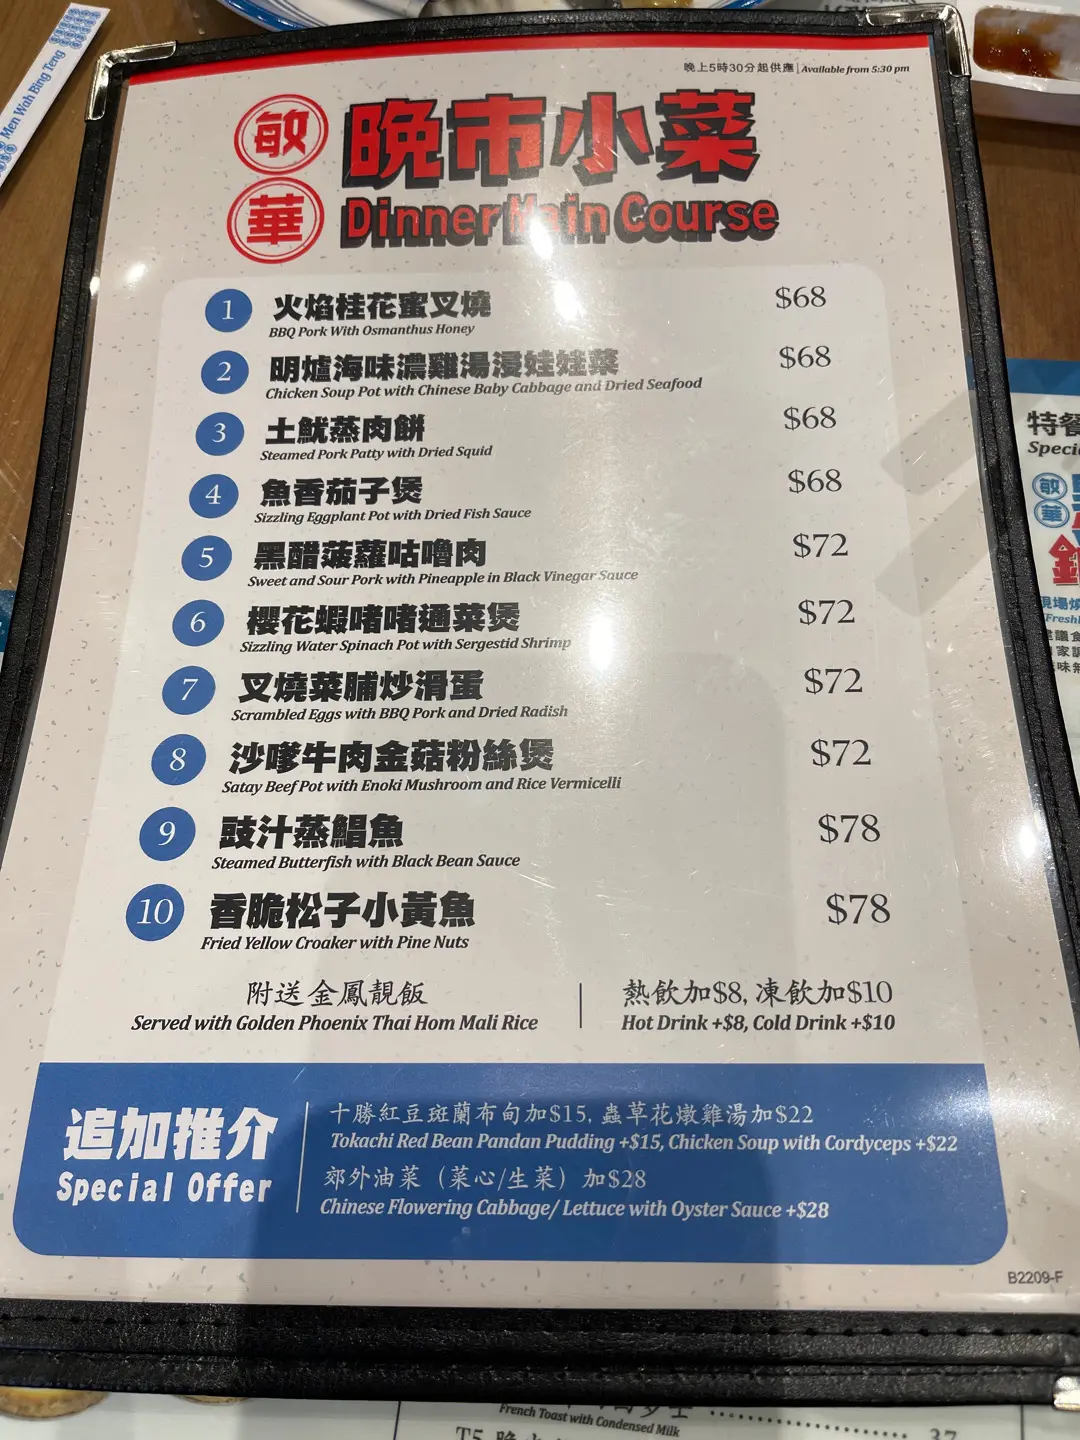 Men Wah Bing Teng
晚上5時30分起供應 | Available from 5:30 pm
敏華
晚市小菜
Dinner Main Course
1 火焰桂花蜜叉燒 $68
BBQ Pork With Osmanthus Honey
2 明爐海味濃雞湯浸娃娃菜 $68
Chicken Soup Pot with Chinese Baby Cabbage and Dried Seafood
3 土魷蒸肉餅 $68
Steamed Pork Patty with Dried Squid
4 魚香茄子煲 $68
Sizzling Eggplant Pot with Dried Fish Sauce
5 黑醋菠蘿咕嚕肉 $72
Sweet and Sour Pork with Pineapple in Black Vinegar Sauce
6 櫻花蝦啫啫通菜煲 $72
Sizzling Water Spinach Pot with Sergestid Shrimp
7 叉燒菜脯炒滑蛋 $72
Scrambled Eggs with BBQ Pork and Dried Radish
8 沙嗲牛肉金菇粉絲煲 $72
Satay Beef Pot with Enoki Mushroom and Rice Vermicelli
9 豉汁蒸鯧魚 $78
Steamed Butterfish with Black Bean Sauce
10 香脆松子小黃魚 $78
Fried Yellow Croaker with Pine Nuts
附送金鳳靚飯
Served with Golden Phoenix Thai Hom Mali Rice
熱飲加$8, 凍飲加$10
Hot Drink +$8, Cold Drink +$10
追加推介
Special Offer
十勝紅豆斑蘭布甸加$15, 蟲草花燉雞湯加$22
Tokachi Red Bean Pandan Pudding +$15, Chicken Soup with Cordyceps +$22
郊外油菜（菜心/生菜）加$28
Chinese Flowering Cabbage/ Lettuce with Oyster Sauce +$28
B2209-F
特餐
敏華
French Toast with Condensed Milk
37